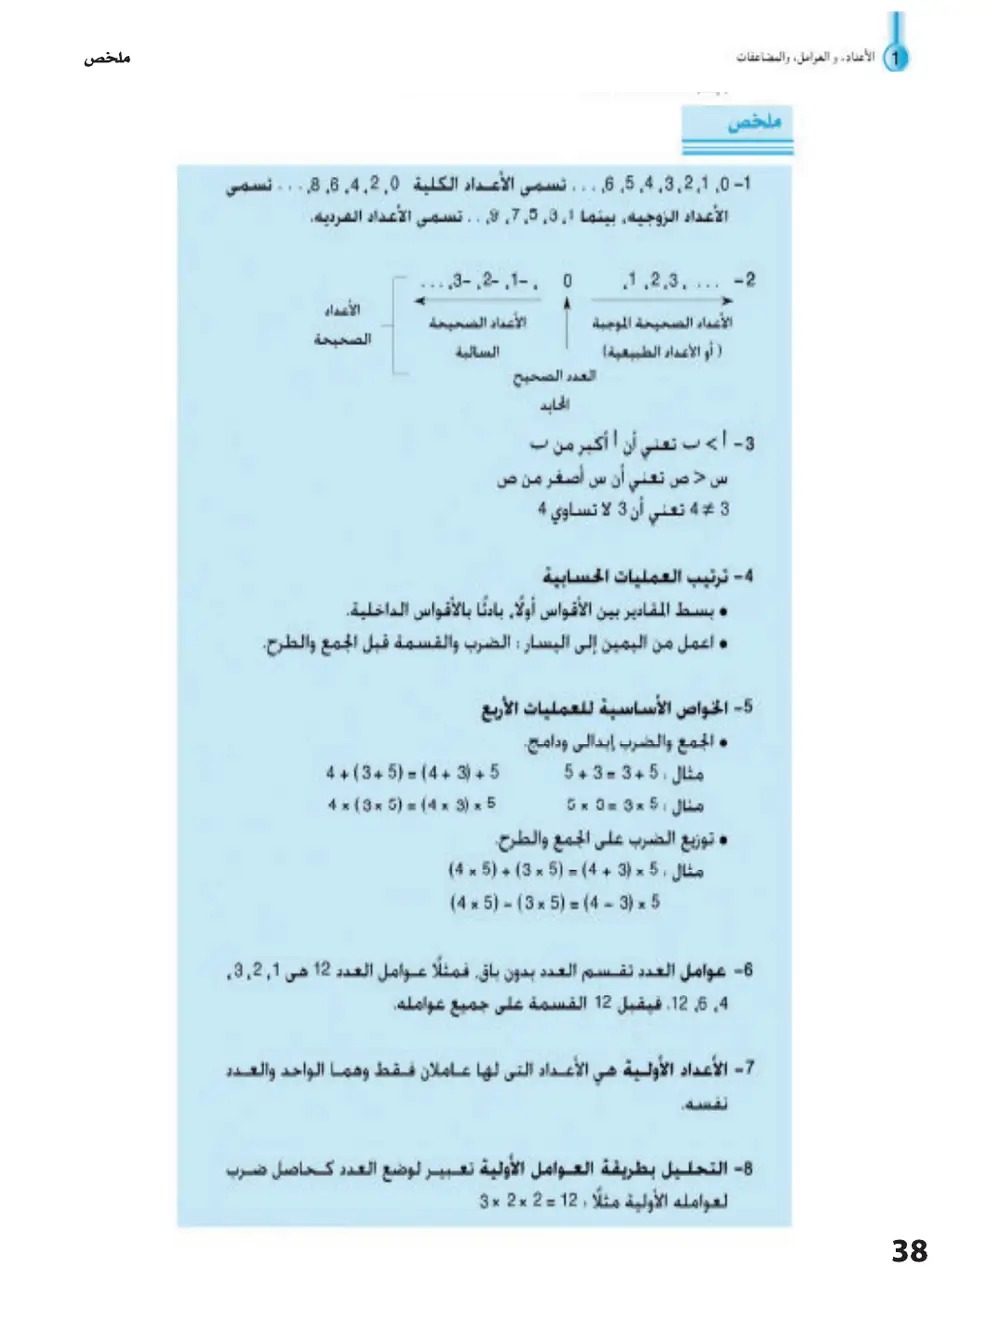 1 الأعداد، و العوامل، والمضاعفات
ملخص
ملخص
1- 0، 1، 2، 3، 4، 5، 6، ... تسمى الأعداد الكلية 0، 2، 4، 6، 8، ... تسمى
الأعداد الزوجيه، بينما 1، 3، 5، 7، 9، .. تسمى الأعداد الفرديه.
2- ... ، 3، 2، 1، 0 ، -1، -2، -3، ...
الأعداد الصحيحة الموجبة
(أو الأعداد الطبيعية)
الأعداد الصحيحة
السالبة
العدد الصحيح
المحايد
الأعداد
الصحيحة
3- أ > ب تعني أن أ أكبر من ب
س < ص تعني أن س أصغر من ص
3 ≠ 4 تعني أن 3 لا تساوي 4
4- ترتيب العمليات الحسابية
• بسط المقادير بين الأقواس أولًا، بادئًا بالأقواس الداخلية.
• اعمل من اليمين إلى اليسار : الضرب والقسمة قبل الجمع والطرح.
5- الخواص الأساسية للعمليات الأربع
• الجمع والضرب إبدالى ودامج.
مثال : 5 + 3 = 3 + 5 5 + (3 + 4) = (5 + 3) + 4
مثال : 5 × 3 = 3 × 5 5 × (3 × 4) = (5 × 3) × 4
• توزيع الضرب على الجمع والطرح.
مثال : 5 × (3 + 4) = (5 × 3) + (5 × 4)
5 × (3 - 4) = (5 × 3) - (5 × 4)
6- عوامل العدد تقسم العدد بدون باق. فمثلًا عوامل العدد 12 هى 1، 2، 3،
4، 6، 12. فيقبل 12 القسمة على جميع عوامله.
7- الأعداد الأولية هي الأعداد التى لها عاملان فقط وهما الواحد والعدد
نفسه.
8- التحليل بطريقة العوامل الأولية تعبير لوضع العدد كحاصل ضرب
لعوامله الأولية مثلًا : 12 = 2 × 2 × 3
38